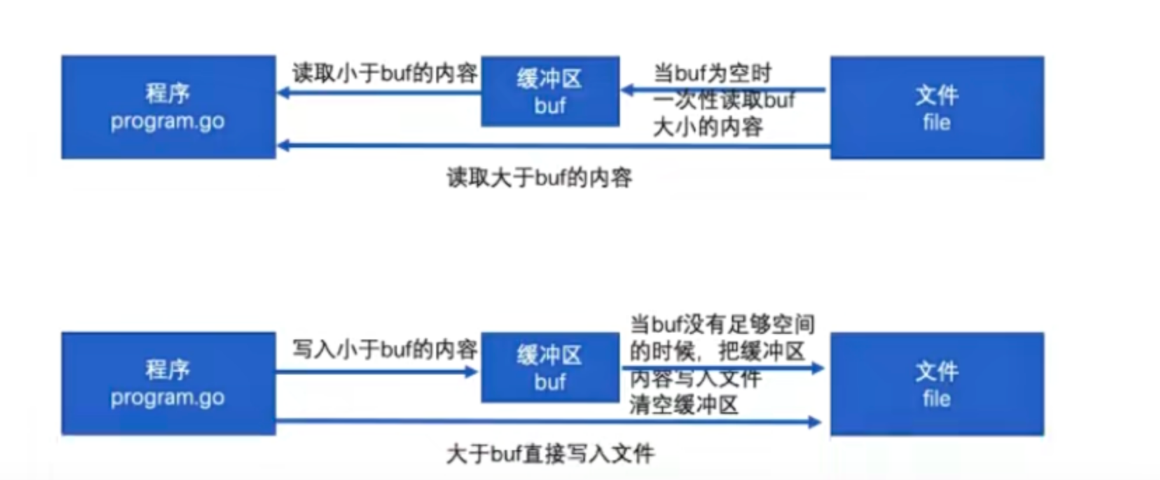 程序
program.go
读取小于buf的内容
缓冲区
buf
当buf为空时
一次性读取buf
大小的内容
文件
file
读取大于buf的内容
程序
program.go
写入小于buf的内容
缓冲区
buf
当buf没有足够空间
的时候，把缓冲区
内容写入文件
清空缓冲区
文件
file
大于buf直接写入文件